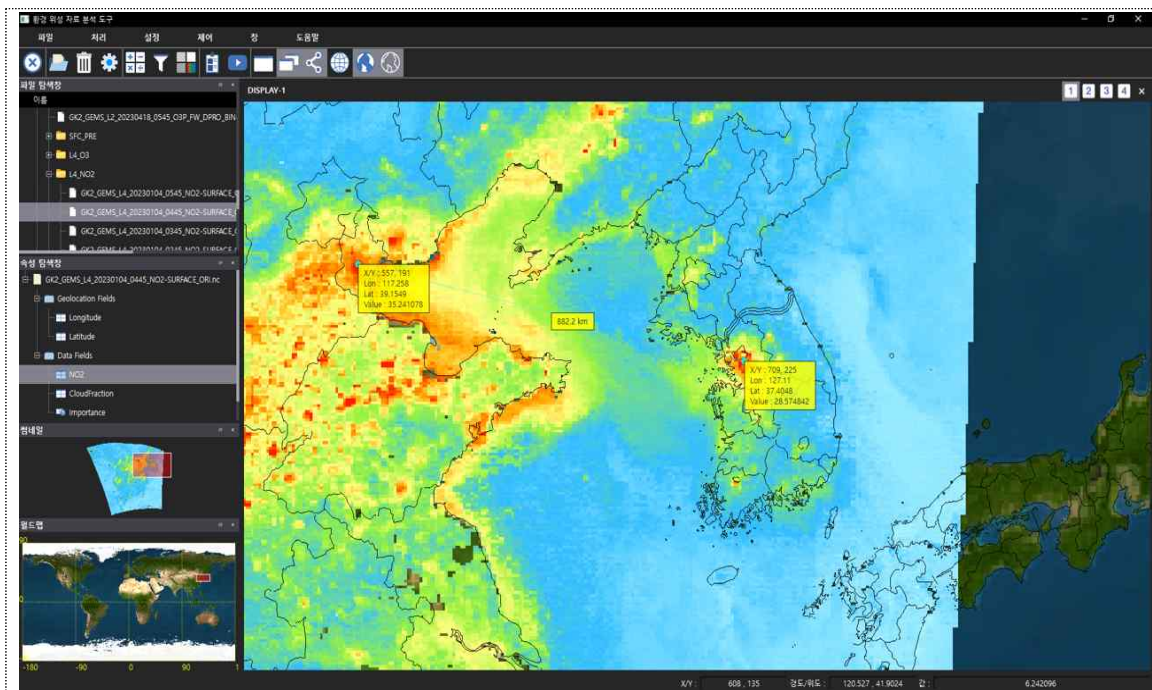 환경 위성 자료 분석 도구
파일 처리 설정 제어 창 도움말
파일 탐색창
이름
GK2_GEMS_L2_20230418_0545_O3P_FW_DPRO_BIN
SFC_PRE
L4_O3
L4_NO2
GK2_GEMS_L4_20230104_0545_NO2-SURFACE_
GK2_GEMS_L4_20230104_0445_NO2-SURFACE_
GK2_GEMS_L4_20230104_0345_NO2-SURFACE_
GK2_GEMS_L4_20230104_0245_NO2-SURFACE
속성 탐색창
GK2_GEMS_L4_20230104_0445_NO2-SURFACE_ORI.nc
Geolocation Fields
Longitude
Latitude
Data Fields
NO2
CloudFraction
Importance
썸네일
월드맵
90
0
-180 -90 0 90 1
DISPLAY-1
1 2 3 4
X/Y : 557, 191
Lon : 117.258
Lat : 39.1549
Value : 35.241078
882.2 km
X/Y : 709, 225
Lon : 127.11
Lat : 37.4048
Value : 28.574842
X/Y : 608 , 135 경도/위도 : 120.527 , 41.9024 값 : 6.242096